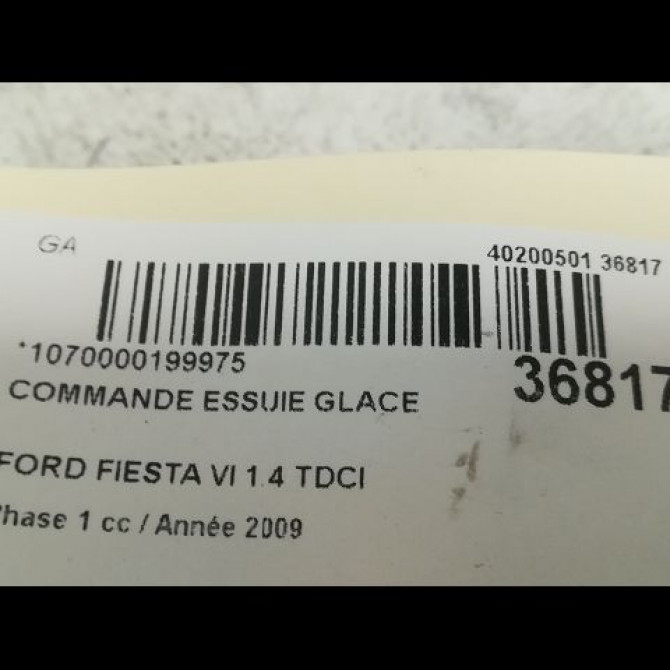 GA
40200501 36817
*1070000199975
36817
COMMANDE ESSUIE GLACE
FORD FIESTA VI 1.4 TDCI
Phase 1 cc / Année 2009